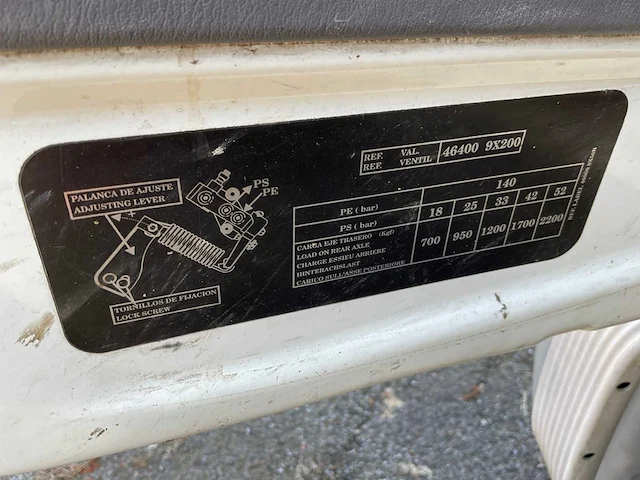 REF. VAL. 46400 9X200
REF. VENTIL
PALANCA DE AJUSTE
ADJUSTING LEVER
PS
PE
TORNILLOS DE FIJACION
LOCK SCREW
PE (bar) 140
PS (bar) 18 25 33 42 52
CARGA EJE TRASERO (Kgf) 700 950 1200 1700 2200
LOAD ON REAR AXLE
CHARGE ESSIEU ARRIERE
HINTERACHSLAST
CARICO SULL'ASSE POSTERIORE